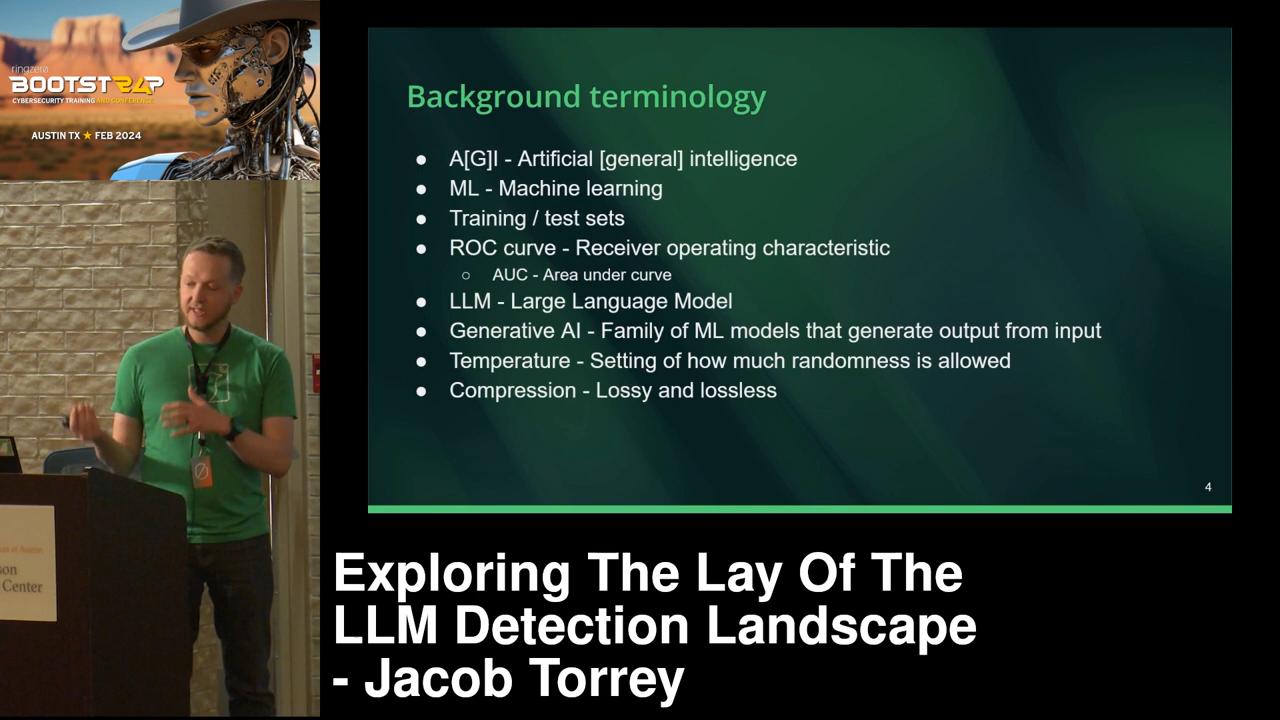 ringzerø
BOOTSTR24P
CYBERSECURITY TRAINING AND CONFERENCE
AUSTIN TX ★ FEB 2024
Background terminology
● A[G]I - Artificial [general] intelligence
● ML - Machine learning
● Training / test sets
● ROC curve - Receiver operating characteristic
○ AUC - Area under curve
● LLM - Large Language Model
● Generative AI - Family of ML models that generate output from input
● Temperature - Setting of how much randomness is allowed
● Compression - Lossy and lossless
4
Center
Exploring The Lay Of The
LLM Detection Landscape
- Jacob Torrey